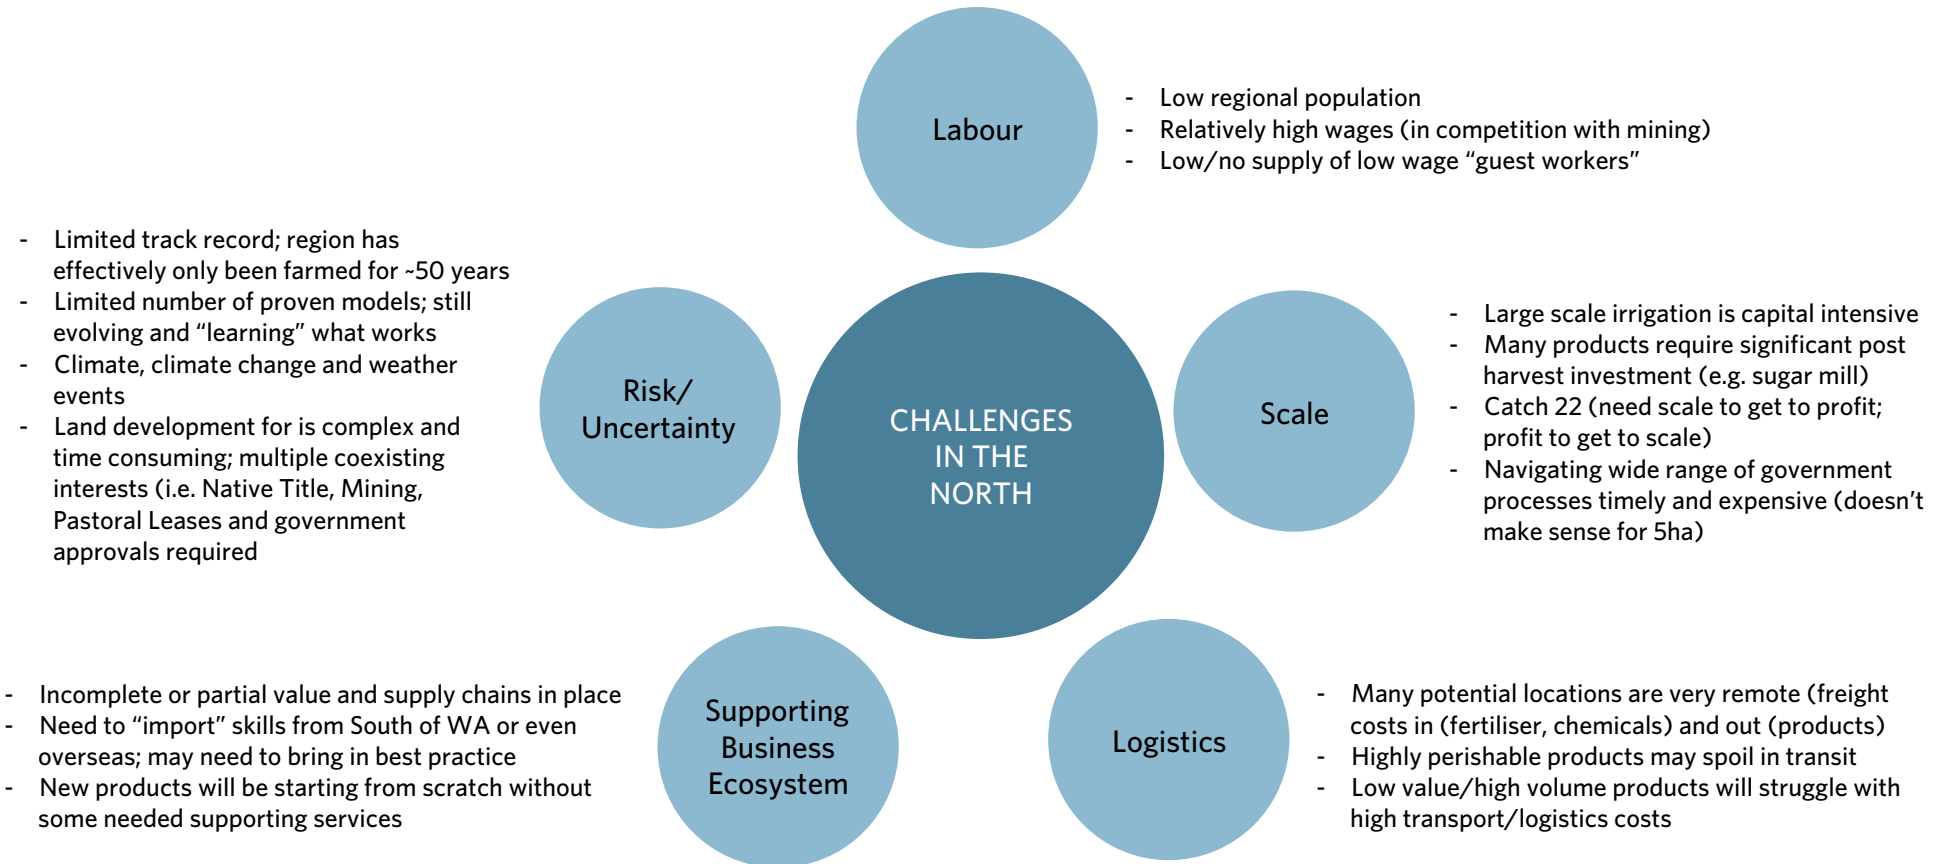 Labour
- Low regional population
- Relatively high wages (in competition with mining)
- Low/no supply of low wage “guest workers”
- Limited track record; region has
effectively only been farmed for ~50 years
- Limited number of proven models; still
evolving and “learning” what works
- Climate, climate change and weather
events
- Land development for is complex and
time consuming; multiple coexisting
interests (i.e. Native Title, Mining,
Pastoral Leases and government
approvals required
Risk/
Uncertainty
CHALLENGES
IN THE
NORTH
Scale
- Large scale irrigation is capital intensive
- Many products require significant post
harvest investment (e.g. sugar mill)
- Catch 22 (need scale to get to profit;
profit to get to scale)
- Navigating wide range of government
processes timely and expensive (doesn’t
make sense for 5ha)
- Incomplete or partial value and supply chains in place
- Need to “import” skills from South of WA or even
overseas; may need to bring in best practice
- New products will be starting from scratch without
some needed supporting services
Supporting
Business
Ecosystem
Logistics
- Many potential locations are very remote (freight
costs in (fertiliser, chemicals) and out (products)
- Highly perishable products may spoil in transit
- Low value/high volume products will struggle with
high transport/logistics costs